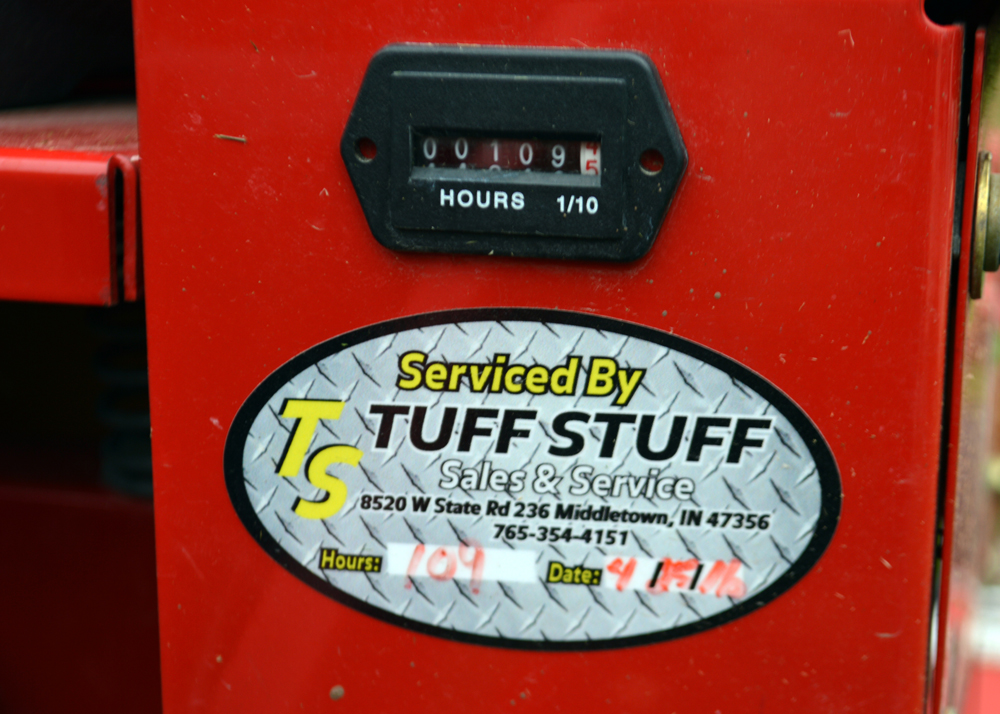 00109
HOURS 1/10
Serviced By
TS TUFF STUFF
Sales & Service
8520 W State Rd 236 Middletown, IN 47356
765-354-4151
Hours: 109 Date: 4/15/16